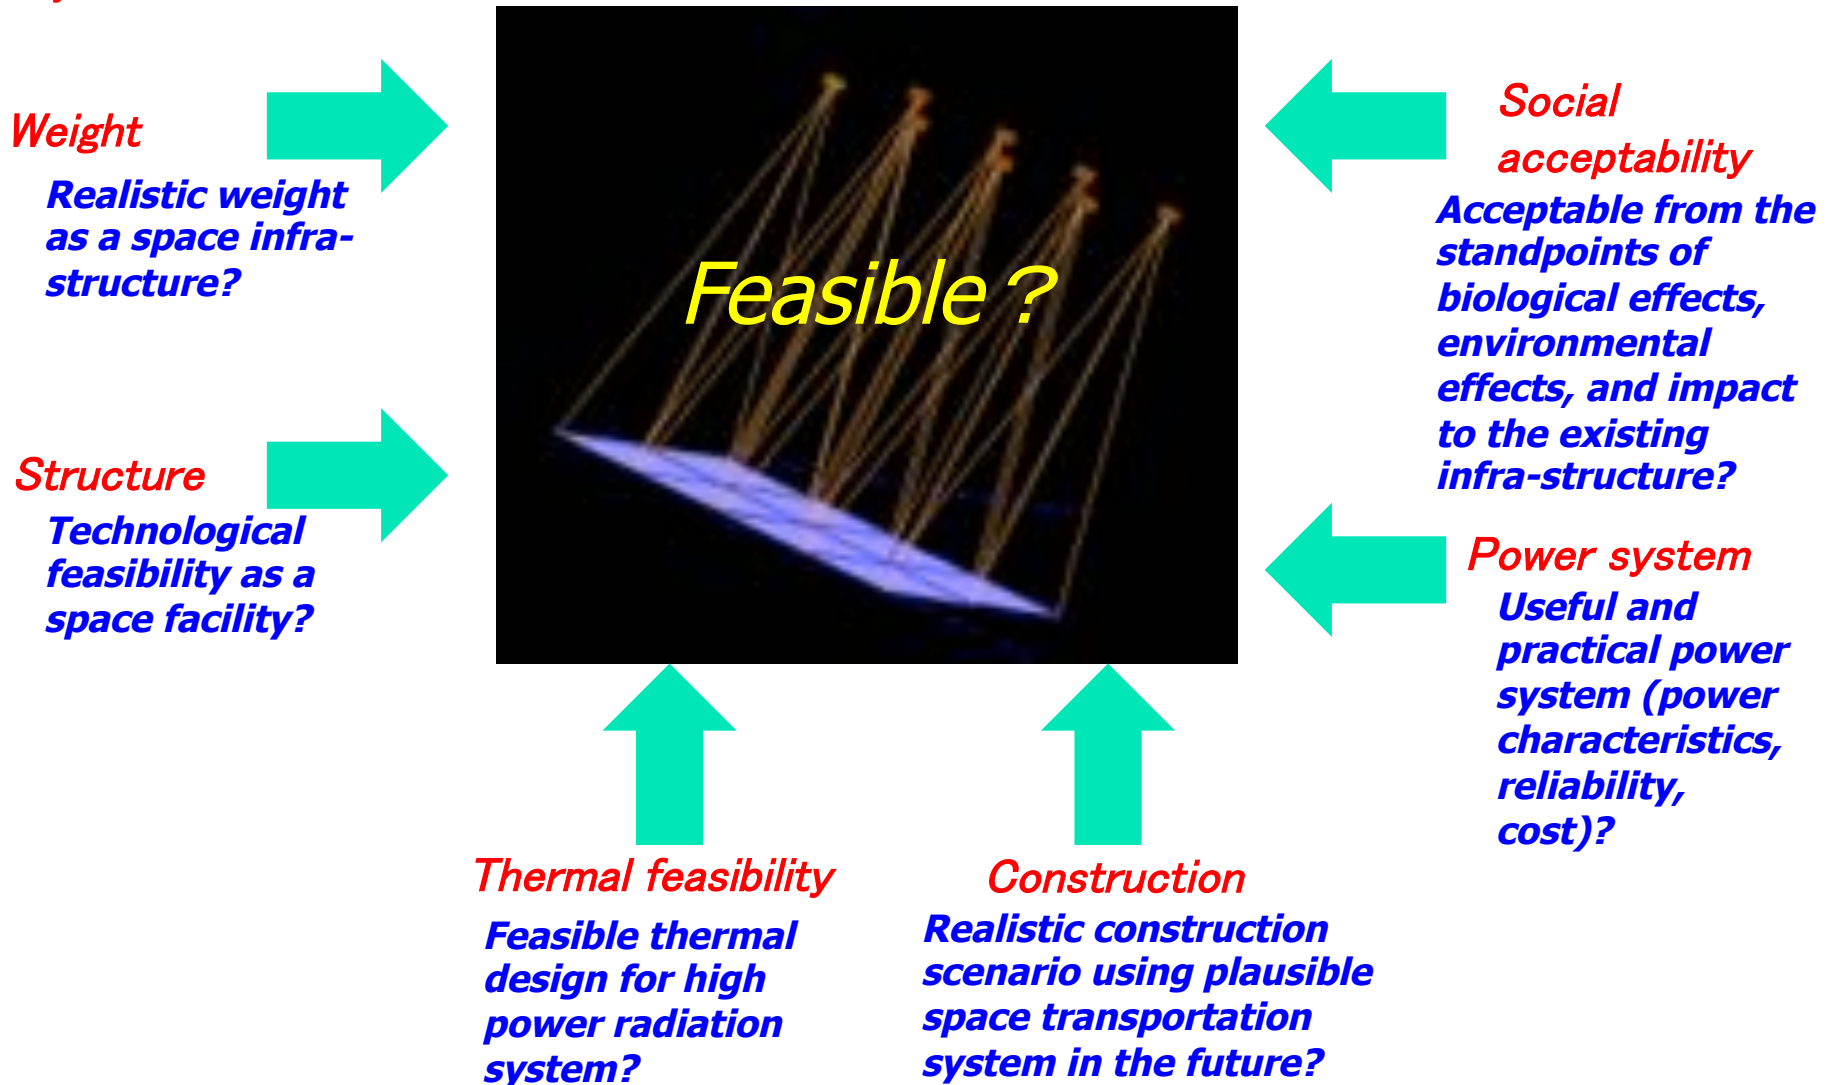 Weight
Realistic weight
as a space infra-
structure?
Structure
Technological
feasibility as a
space facility?
Feasible？
Social
acceptability
Acceptable from the
standpoints of
biological effects,
environmental
effects, and impact
to the existing
infra-structure?
Power system
Useful and
practical power
system (power
characteristics,
reliability,
cost)?
Thermal feasibility
Feasible thermal
design for high
power radiation
system?
Construction
Realistic construction
scenario using plausible
space transportation
system in the future?